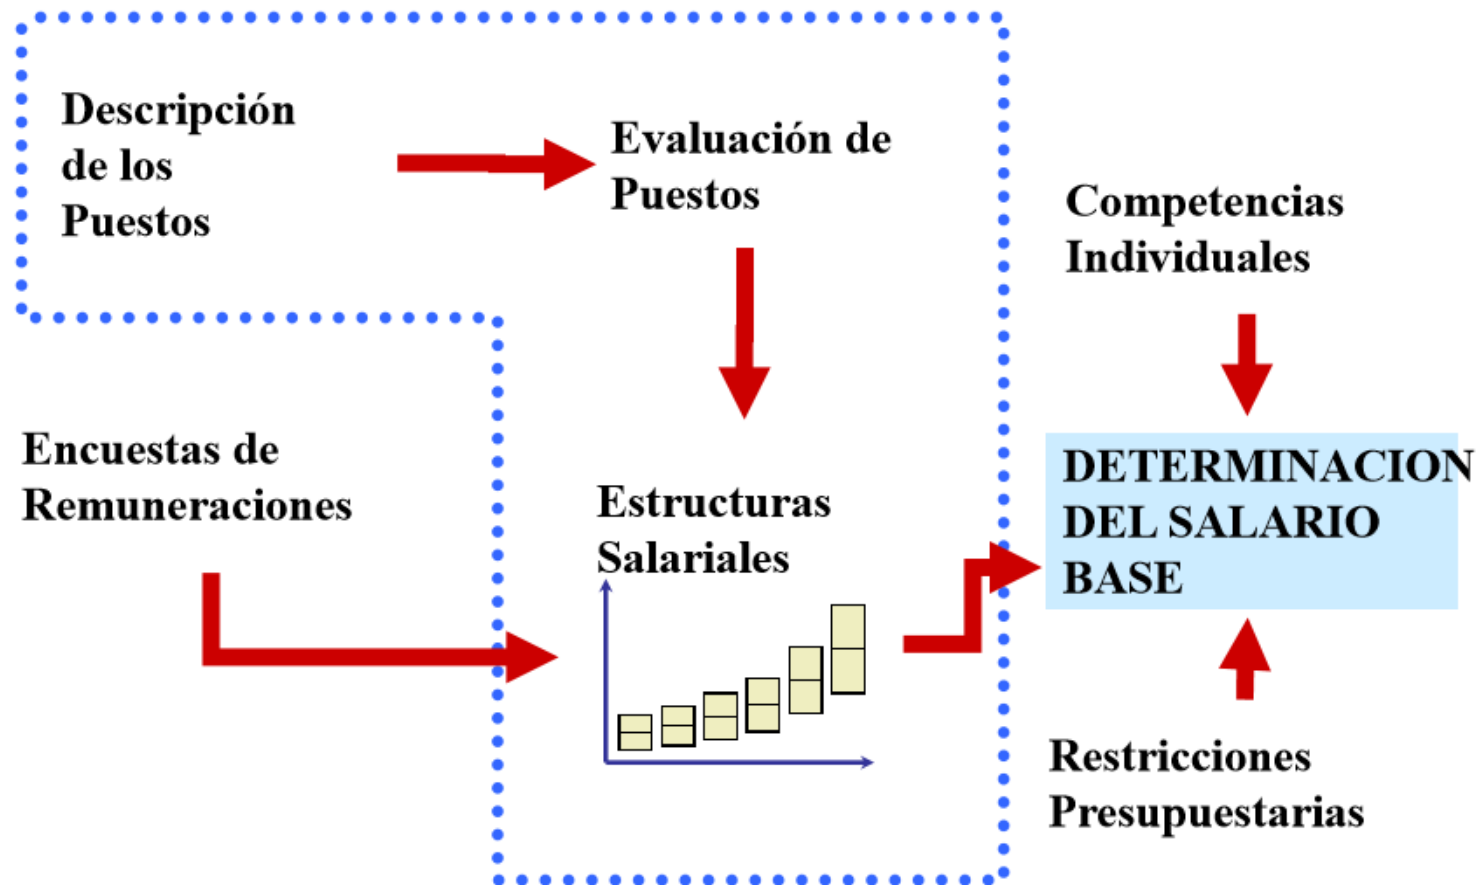 Descripción
de los
Puestos
Evaluación de
Puestos
Competencias
Individuales
Encuestas de
Remuneraciones
Estructuras
Salariales
DETERMINACION
DEL SALARIO
BASE
Restricciones
Presupuestarias